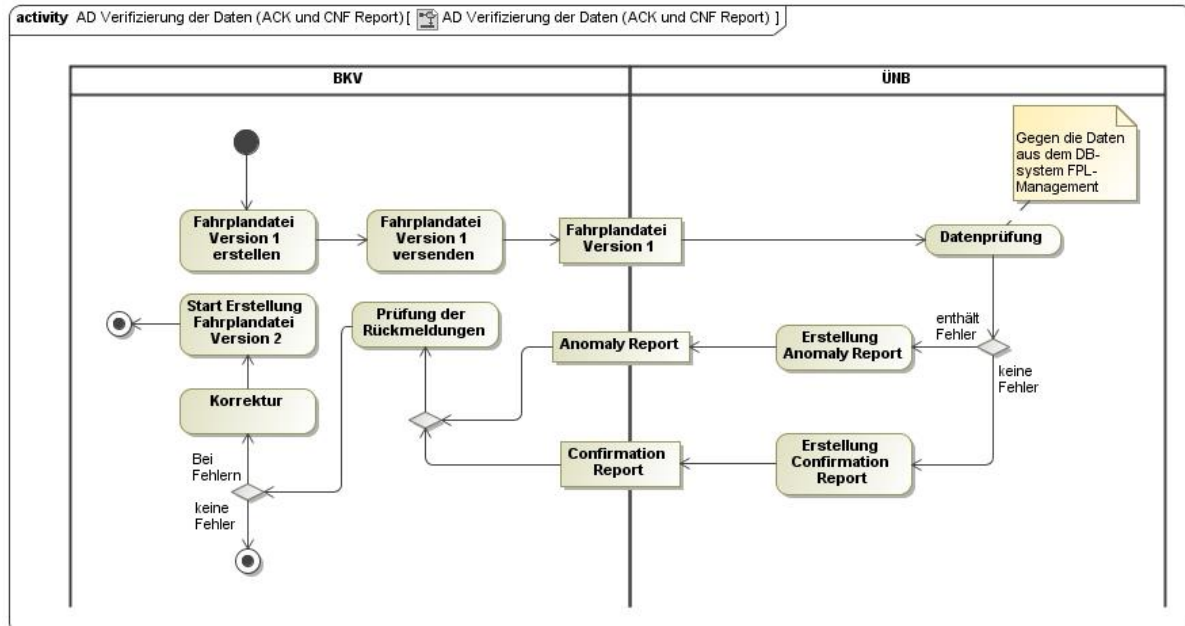 activity AD Verifizierung der Daten (ACK und CNF Report) [ AD Verifizierung der Daten (ACK und CNF Report) ]
BKV
ÜNB
Gegen die Daten
aus dem DB-
system FPL-
Management
Fahrplandatei
Version 1
erstellen
Fahrplandatei
Version 1
versenden
Fahrplandatei
Version 1
Datenprüfung
Start Erstellung
Fahrplandatei
Version 2
Prüfung der
Rückmeldungen
Anomaly Report
Erstellung
Anomaly Report
enthält
Fehler
keine
Fehler
Korrektur
Bei
Fehlern
keine
Fehler
Confirmation
Report
Erstellung
Confirmation
Report